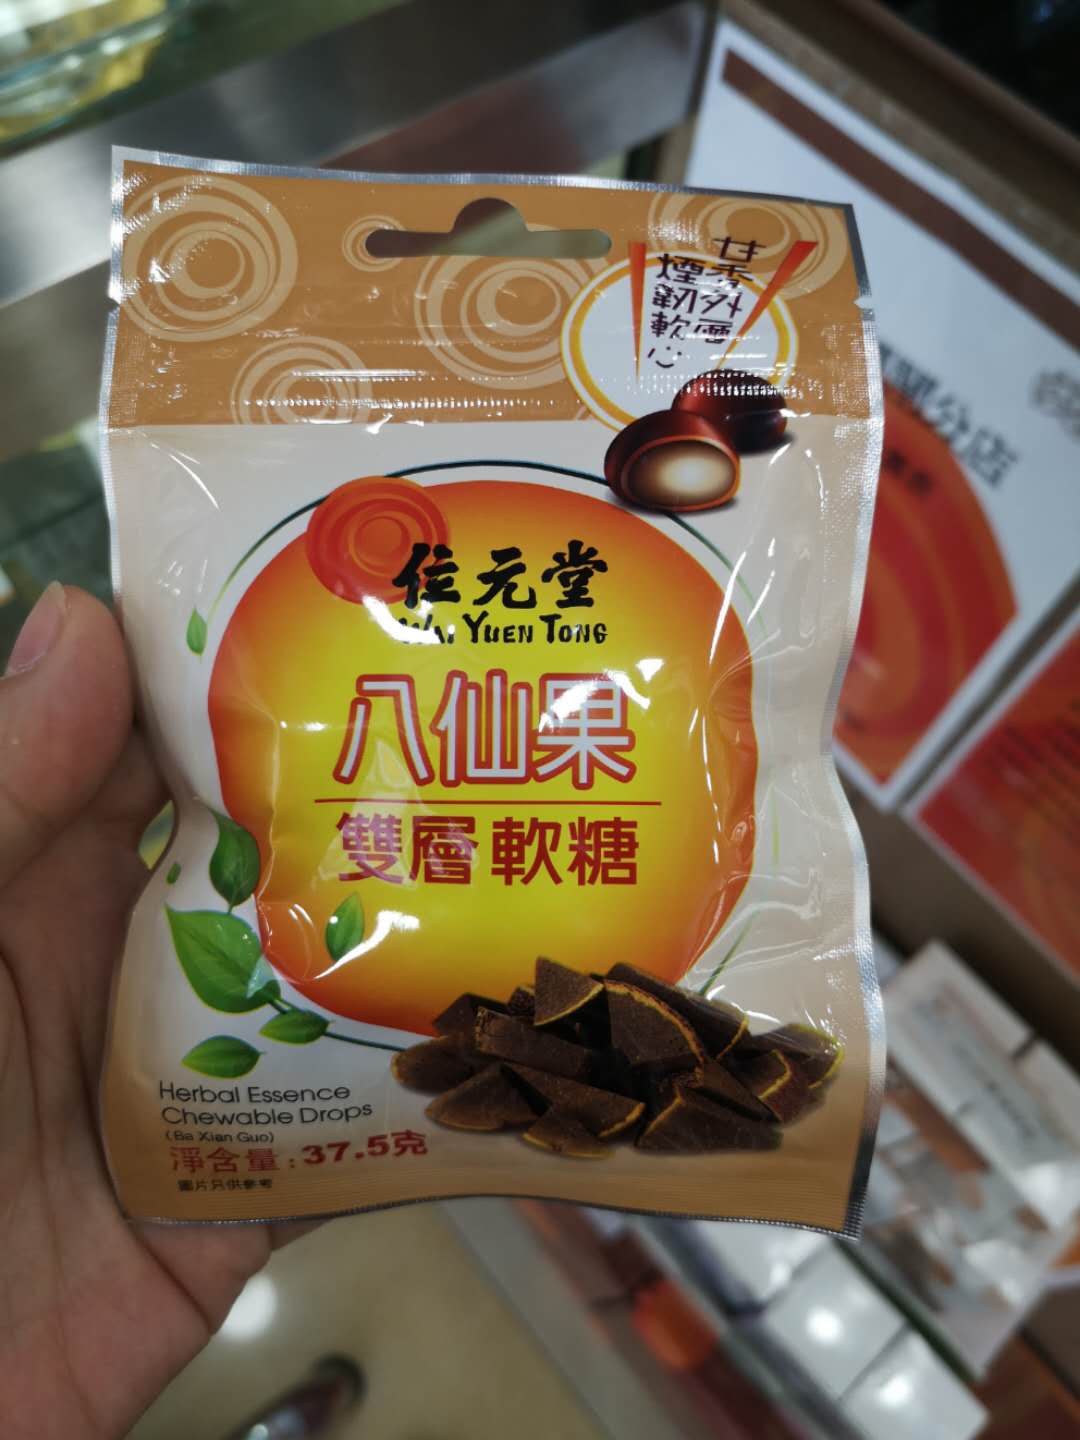 甘香外層
煙韌軟心
位元堂
WAI YUEN TONG
八仙果
雙層軟糖
Herbal Essence
Chewable Drops
(Ba Xian Guo)
淨含量:37.5克
圖片只供參考
分店